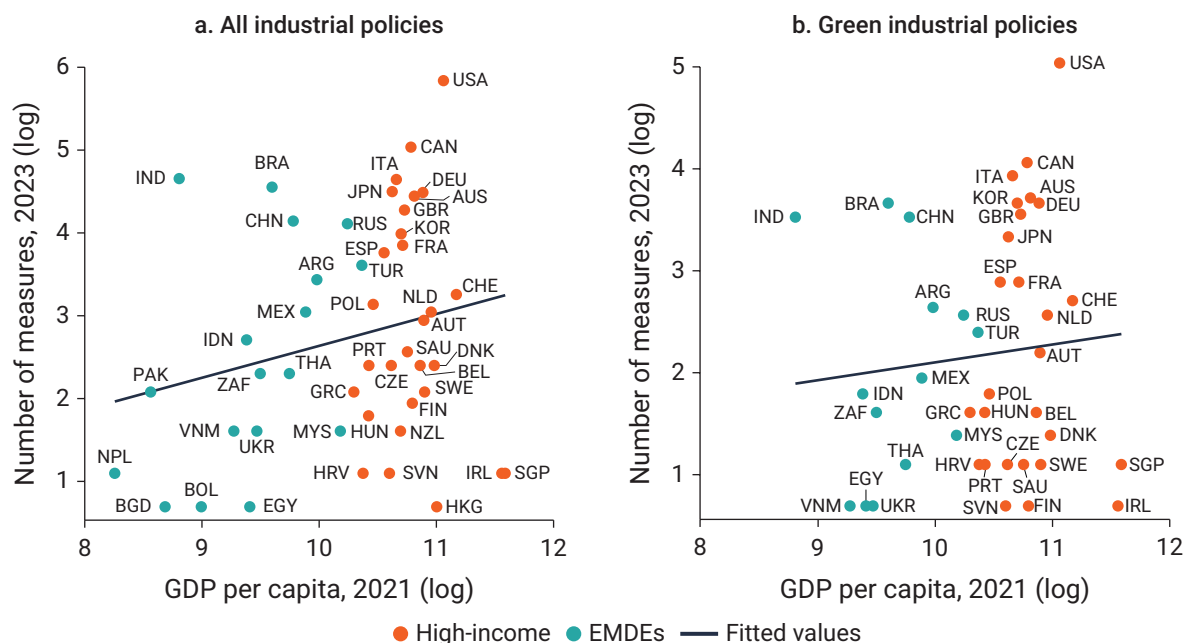 a. All industrial policies
Number of measures, 2023 (log)
6
5
4
3
2
1
USA
CAN
BRA
ITA
IND
DEU
JPN
AUS
CHN
RUS
GBR
KOR
ESP
FRA
ARG
TUR
CHE
MEX
POL
NLD
AUT
IDN
PRT
SAU
DNK
PAK
THA
ZAF
CZE
BEL
GRC
SWE
FIN
VNM
UKR
MYS
HUN
NZL
NPL
HRV
SVN
IRL
SGP
BGD
BOL
EGY
HKG
8 9 10 11 12
GDP per capita, 2021 (log)
b. Green industrial policies
Number of measures, 2023 (log)
5
4
3
2
1
USA
CAN
ITA
AUS
KOR
BRA
DEU
IND
CHN
GBR
JPN
ESP
FRA
ARG
CHE
RUS
NLD
TUR
AUT
MEX
IDN
POL
ZAF
GRC
HUN
BEL
MYS
CZE
DNK
THA
HRV
SWE
SGP
PRT
SAU
EGY
VNM
UKR
SVN
FIN
IRL
8 9 10 11 12
GDP per capita, 2021 (log)
High-income EMDEs Fitted values